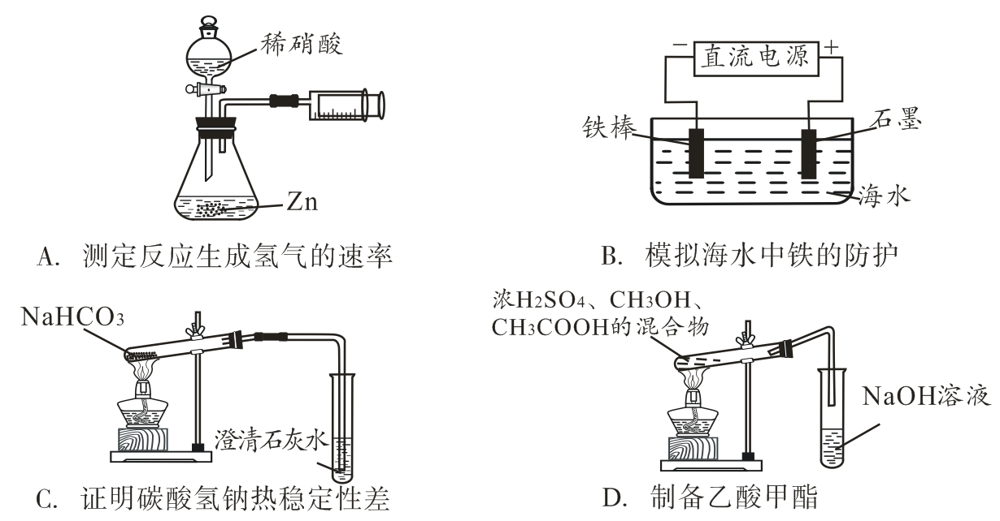 稀硝酸
Zn
A. 测定反应生成氢气的速率
− 直流电源 +
铁棒
石墨
海水
B. 模拟海水中铁的防护
NaHCO3
澄清石灰水
C. 证明碳酸氢钠热稳定性差
浓H2SO4、CH3OH、
CH3COOH的混合物
NaOH溶液
D. 制备乙酸甲酯